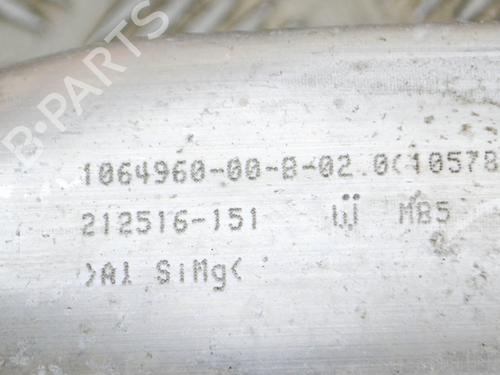 B-PARTS
1064960-00-B-02 0(10578
212516-151 MB5
>Al SiMg<